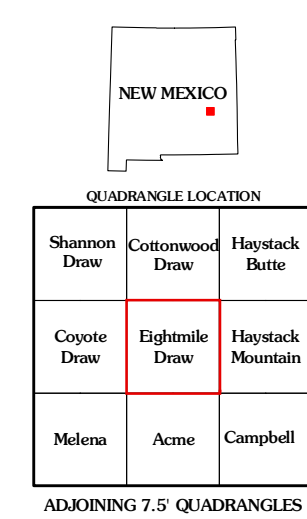 NEW MEXICO
QUADRANGLE LOCATION
Shannon
Draw
Cottonwood
Draw
Haystack
Butte
Coyote
Draw
Eightmile
Draw
Haystack
Mountain
Melena
Acme
Campbell
ADJOINING 7.5' QUADRANGLES